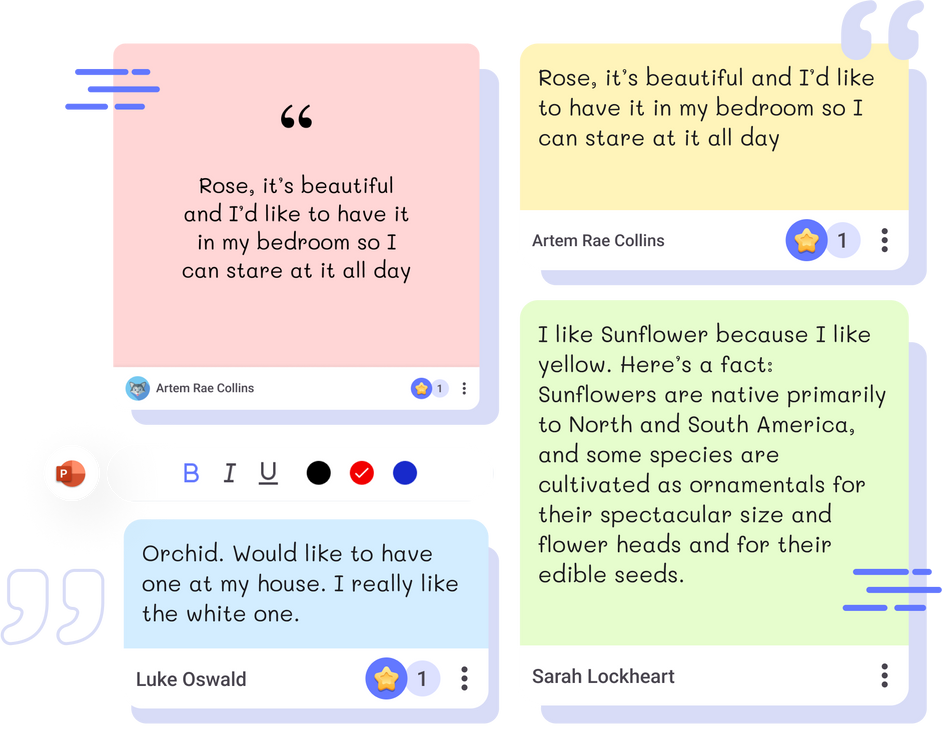 “
Rose, it’s beautiful
and I’d like to have it
in my bedroom so I
can stare at it all day
Artem Rae Collins
1
P
B I U
Orchid. Would like to have
one at my house. I really like
the white one.
Luke Oswald
1
Rose, it’s beautiful and I’d like
to have it in my bedroom so I
can stare at it all day
Artem Rae Collins
1
I like Sunflower because I like
yellow. Here’s a fact:
Sunflowers are native primarily
to North and South America,
and some species are
cultivated as ornamentals for
their spectacular size and
flower heads and for their
edible seeds.
Sarah Lockheart